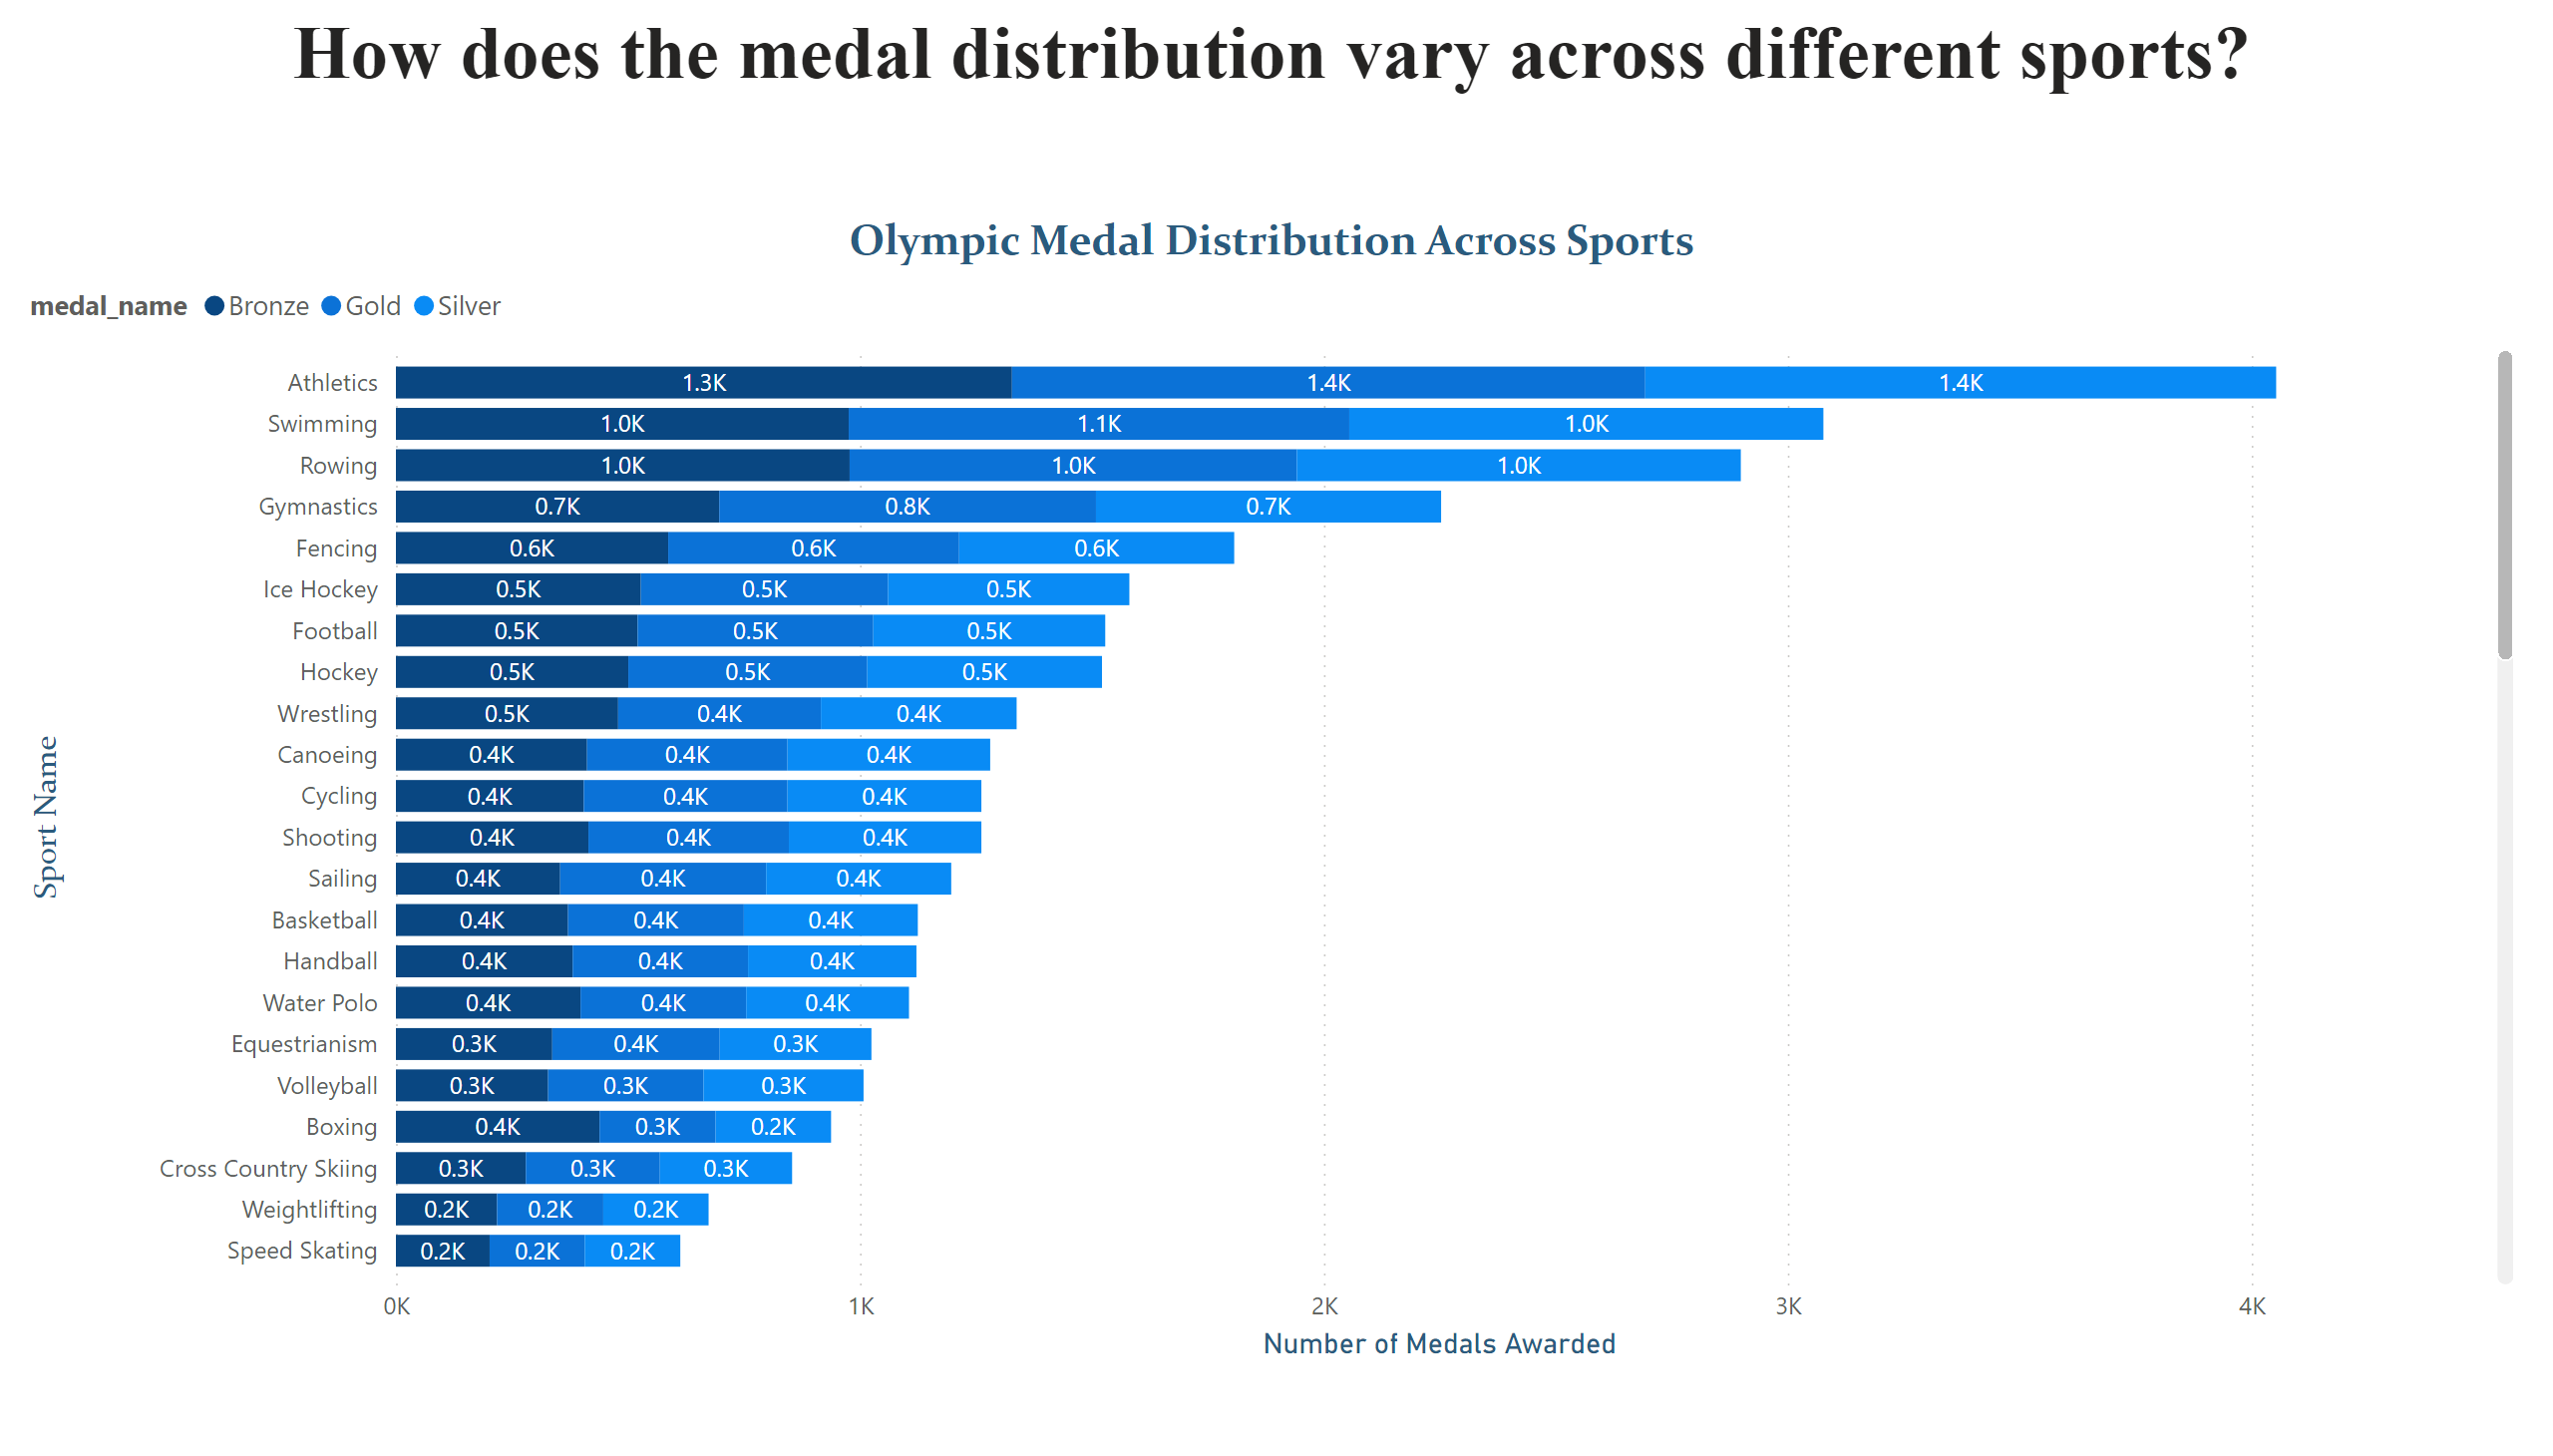 How does the medal distribution vary across different sports?
Olympic Medal Distribution Across Sports
medal_name Bronze Gold Silver
Sport Name
Athletics 1.3K 1.4K 1.4K
Swimming 1.0K 1.1K 1.0K
Rowing 1.0K 1.0K 1.0K
Gymnastics 0.7K 0.8K 0.7K
Fencing 0.6K 0.6K 0.6K
Ice Hockey 0.5K 0.5K 0.5K
Football 0.5K 0.5K 0.5K
Hockey 0.5K 0.5K 0.5K
Wrestling 0.5K 0.4K 0.4K
Canoeing 0.4K 0.4K 0.4K
Cycling 0.4K 0.4K 0.4K
Shooting 0.4K 0.4K 0.4K
Sailing 0.4K 0.4K 0.4K
Basketball 0.4K 0.4K 0.4K
Handball 0.4K 0.4K 0.4K
Water Polo 0.4K 0.4K 0.4K
Equestrianism 0.3K 0.4K 0.3K
Volleyball 0.3K 0.3K 0.3K
Boxing 0.4K 0.3K 0.2K
Cross Country Skiing 0.3K 0.3K 0.3K
Weightlifting 0.2K 0.2K 0.2K
Speed Skating 0.2K 0.2K 0.2K
0K 1K 2K 3K 4K
Number of Medals Awarded